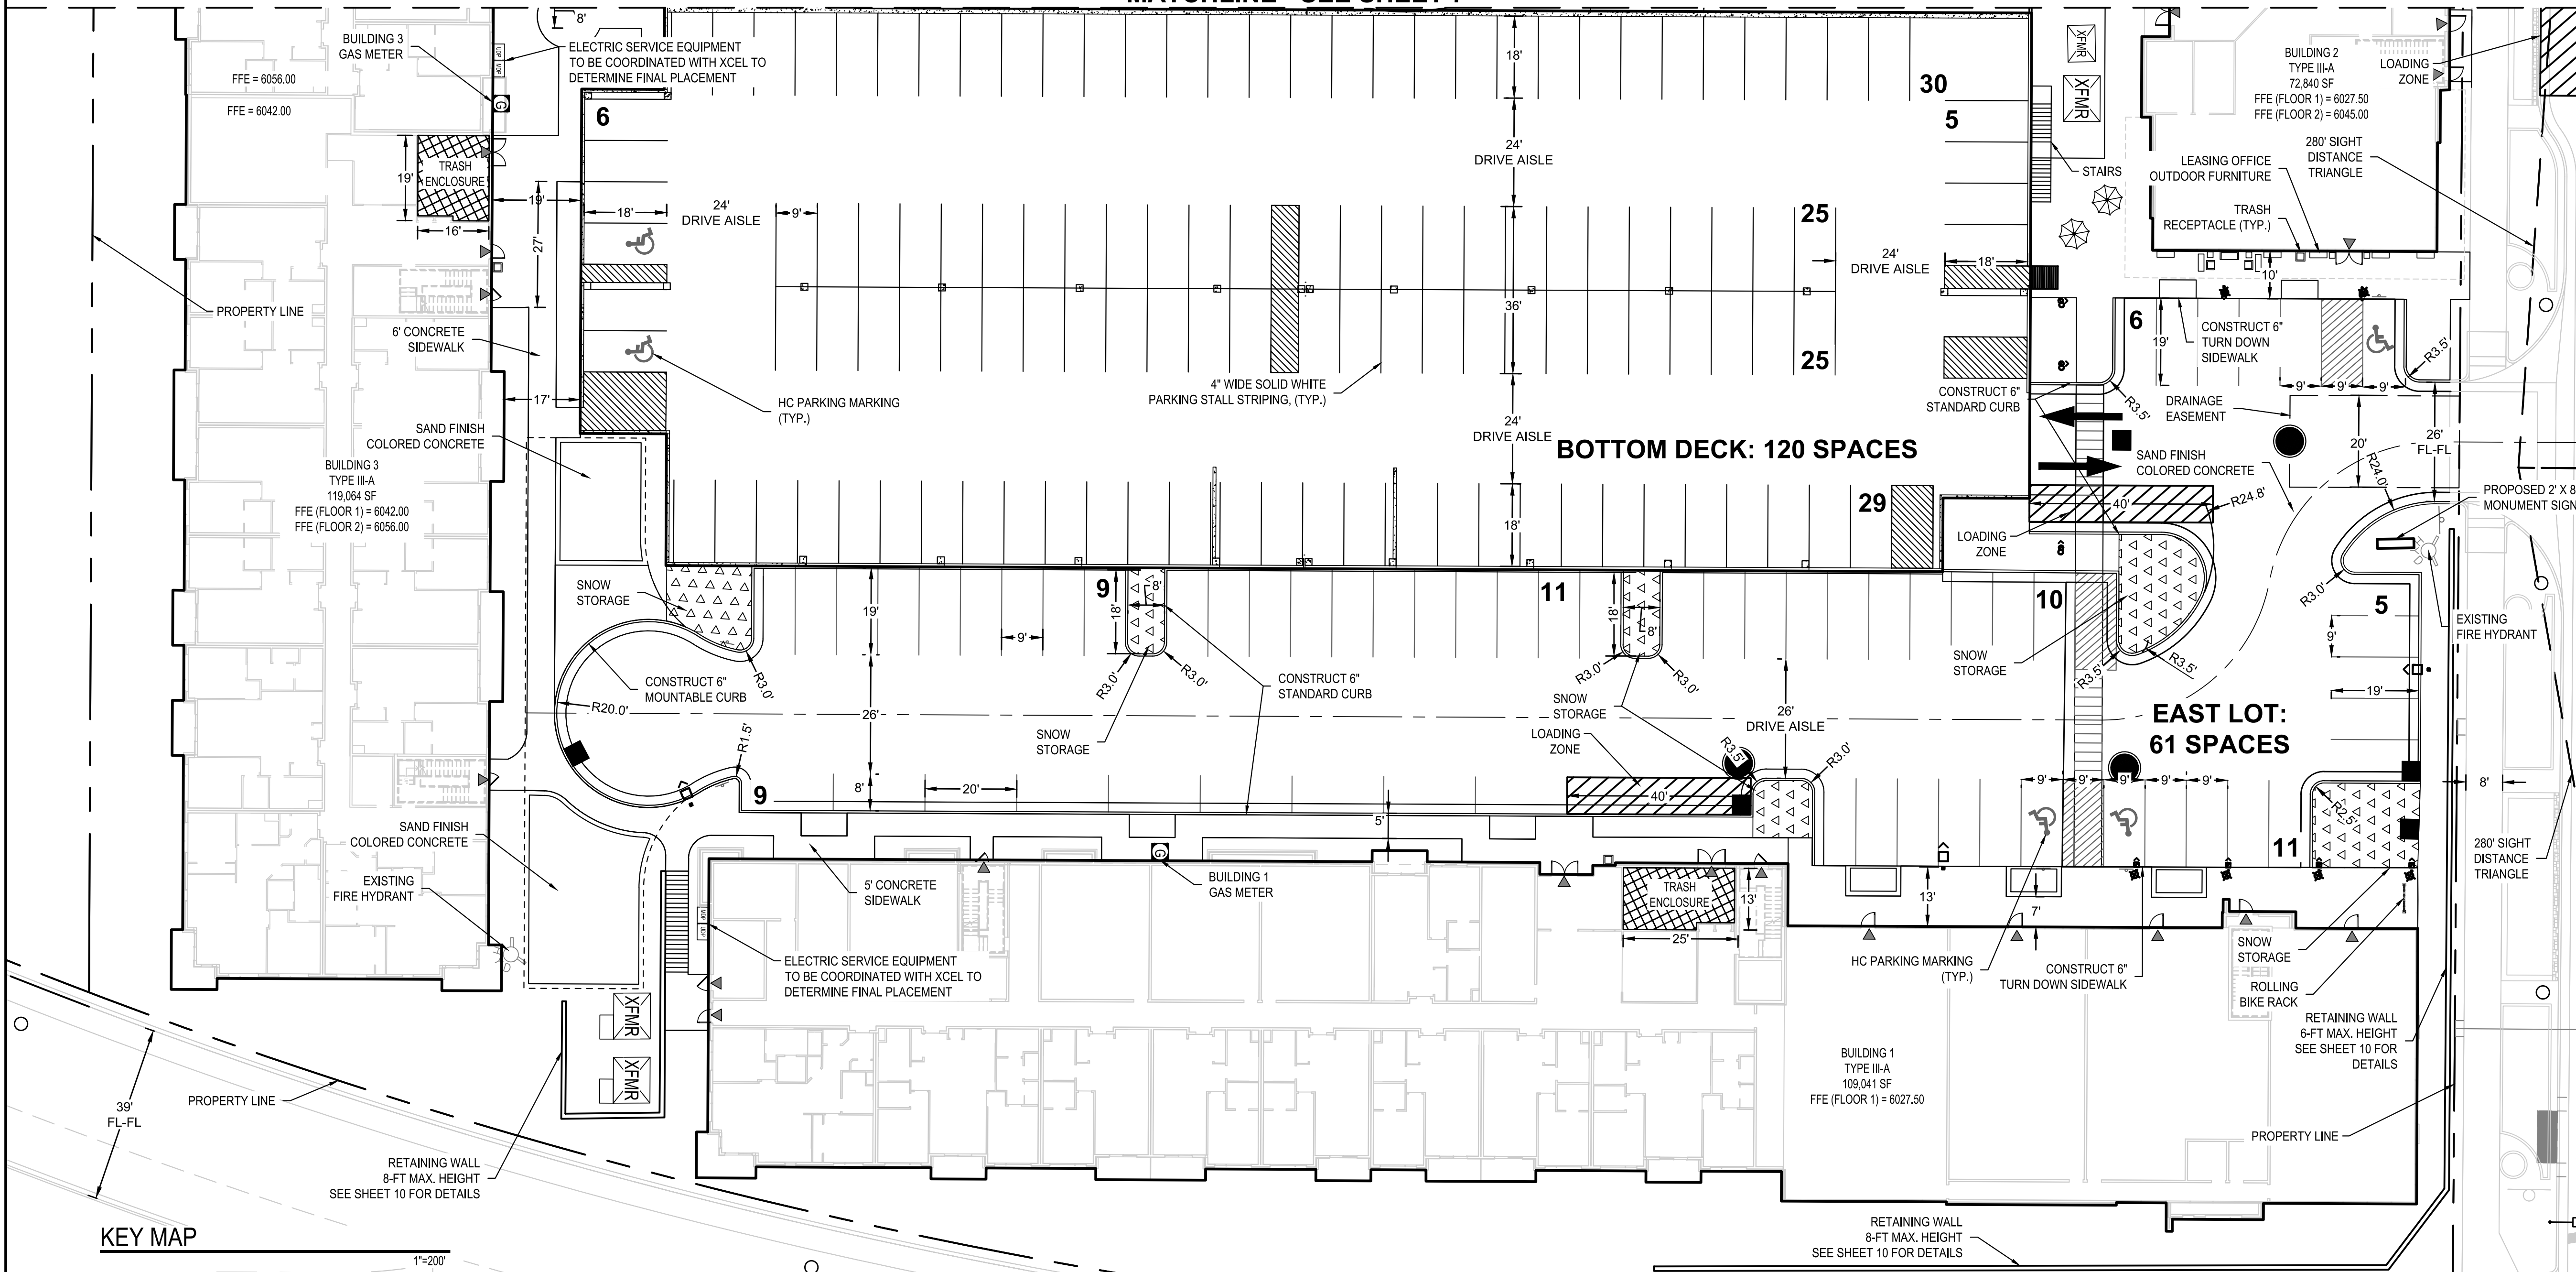 MATCHLINE - SEE SHEET
8'
BUILDING 3
GAS METER
ELECTRIC SERVICE EQUIPMENT
TO BE COORDINATED WITH XCEL TO
DETERMINE FINAL PLACEMENT
UDP
MDP
G
FFE = 6056.00
FFE = 6042.00
TRASH
ENCLOSURE
19'
16'
19'
27'
6
18'
24'
DRIVE AISLE
9'
18'
30
5
24'
DRIVE AISLE
25
36'
25
24'
DRIVE AISLE
18'
XFMR
XFMR
STAIRS
BUILDING 2
TYPE III-A
72,840 SF
FFE (FLOOR 1) = 6027.50
FFE (FLOOR 2) = 6045.00
LOADING
ZONE
280' SIGHT
DISTANCE
TRIANGLE
LEASING OFFICE
OUTDOOR FURNITURE
TRASH
RECEPTACLE (TYP.)
10'
PROPERTY LINE
6' CONCRETE
SIDEWALK
17'
SAND FINISH
COLORED CONCRETE
HC PARKING MARKING
(TYP.)
4" WIDE SOLID WHITE
PARKING STALL STRIPING, (TYP.)
24'
DRIVE AISLE
BOTTOM DECK: 120 SPACES
29
18'
6
19'
CONSTRUCT 6"
TURN DOWN
SIDEWALK
R3.5'
9'
9'
9'
CONSTRUCT 6"
STANDARD CURB
R3.5'
DRAINAGE
EASEMENT
20'
26'
FL-FL
R24.0'
SAND FINISH
COLORED CONCRETE
PROPOSED 2' X 8
MONUMENT SIGN
40'
R24.8'
LOADING
ZONE
BUILDING 3
TYPE III-A
119,064 SF
FFE (FLOOR 1) = 6042.00
FFE (FLOOR 2) = 6056.00
SNOW
STORAGE
19'
9'
9
18'
8'
11
18'
8'
10
5
R3.0'
EXISTING
FIRE HYDRANT
9'
19'
CONSTRUCT 6"
MOUNTABLE CURB
R3.0'
R3.0'
R3.0'
CONSTRUCT 6"
STANDARD CURB
R3.0'
R3.0'
SNOW
STORAGE
R3.5'
R3.5'
R20.0'
26'
R1.5'
SNOW
STORAGE
SNOW
STORAGE
LOADING
ZONE
26'
DRIVE AISLE
R3.5'
R3.0'
EAST LOT:
61 SPACES
9
8'
20'
40'
5'
9'
9'
9'
9'
9'
8'
R2.5'
11
SAND FINISH
COLORED CONCRETE
EXISTING
FIRE HYDRANT
5' CONCRETE
SIDEWALK
G
BUILDING 1
GAS METER
TRASH
ENCLOSURE
13'
25'
13'
7'
280' SIGHT
DISTANCE
TRIANGLE
MDP
UDP
ELECTRIC SERVICE EQUIPMENT
TO BE COORDINATED WITH XCEL TO
DETERMINE FINAL PLACEMENT
HC PARKING MARKING
(TYP.)
CONSTRUCT 6"
TURN DOWN SIDEWALK
SNOW
STORAGE
ROLLING
BIKE RACK
RETAINING WALL
6-FT MAX. HEIGHT
SEE SHEET 10 FOR
DETAILS
XFMR
XFMR
BUILDING 1
TYPE III-A
109,041 SF
FFE (FLOOR 1) = 6027.50
39'
FL-FL
PROPERTY LINE
PROPERTY LINE
RETAINING WALL
8-FT MAX. HEIGHT
SEE SHEET 10 FOR DETAILS
RETAINING WALL
8-FT MAX. HEIGHT
SEE SHEET 10 FOR DETAILS
KEY MAP
1"=200'